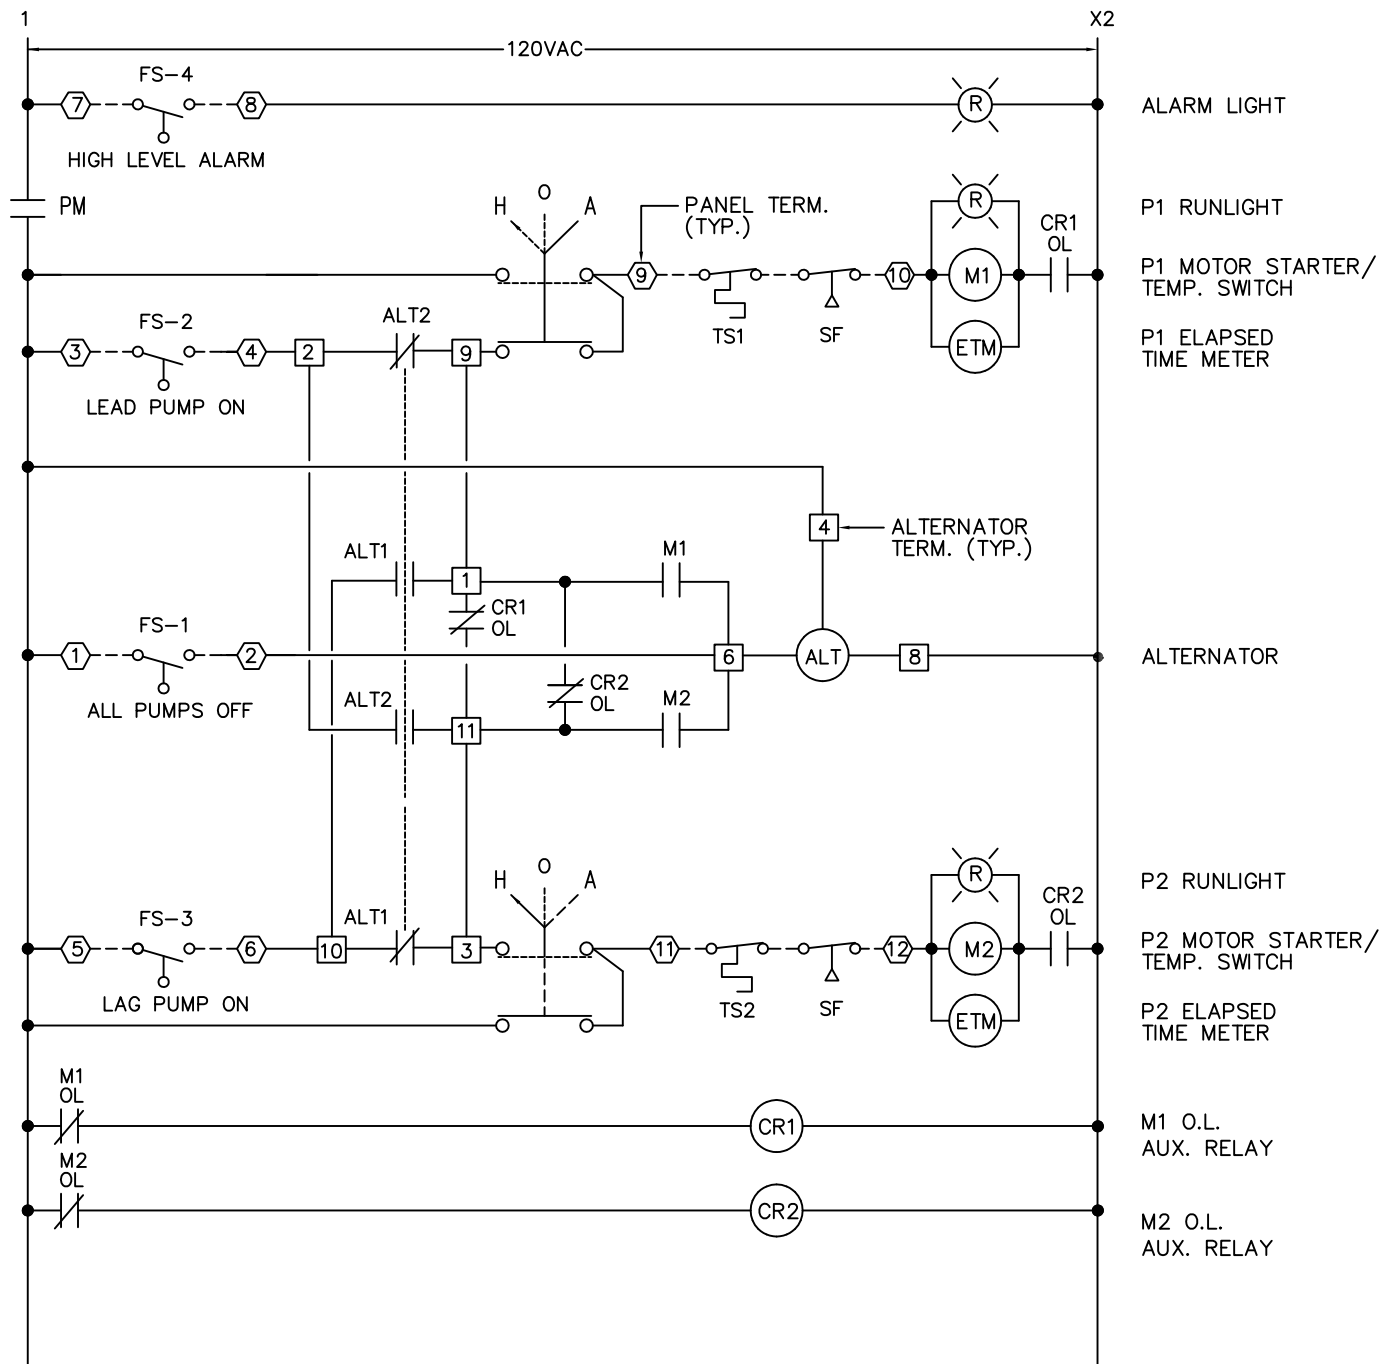 1
X2
120VAC
FS-4
7
8
R
ALARM LIGHT
HIGH LEVEL ALARM
PM
H
O
A
PANEL TERM.
(TYP.)
R
P1 RUNLIGHT
CR1
OL
9
10
M1
P1 MOTOR STARTER/
TEMP. SWITCH
TS1
SF
FS-2
ALT2
3
4
2
9
ETM
P1 ELAPSED
TIME METER
LEAD PUMP ON
4
ALTERNATOR
TERM. (TYP.)
ALT1
1
M1
CR1
OL
FS-1
1
2
6
ALT
8
ALTERNATOR
ALL PUMPS OFF
CR2
OL
ALT2
11
M2
H
O
A
R
P2 RUNLIGHT
CR2
OL
FS-3
ALT1
5
6
10
3
11
12
M2
P2 MOTOR STARTER/
TEMP. SWITCH
LAG PUMP ON
TS2
SF
ETM
P2 ELAPSED
TIME METER
M1
OL
CR1
M1 O.L.
AUX. RELAY
M2
OL
CR2
M2 O.L.
AUX. RELAY